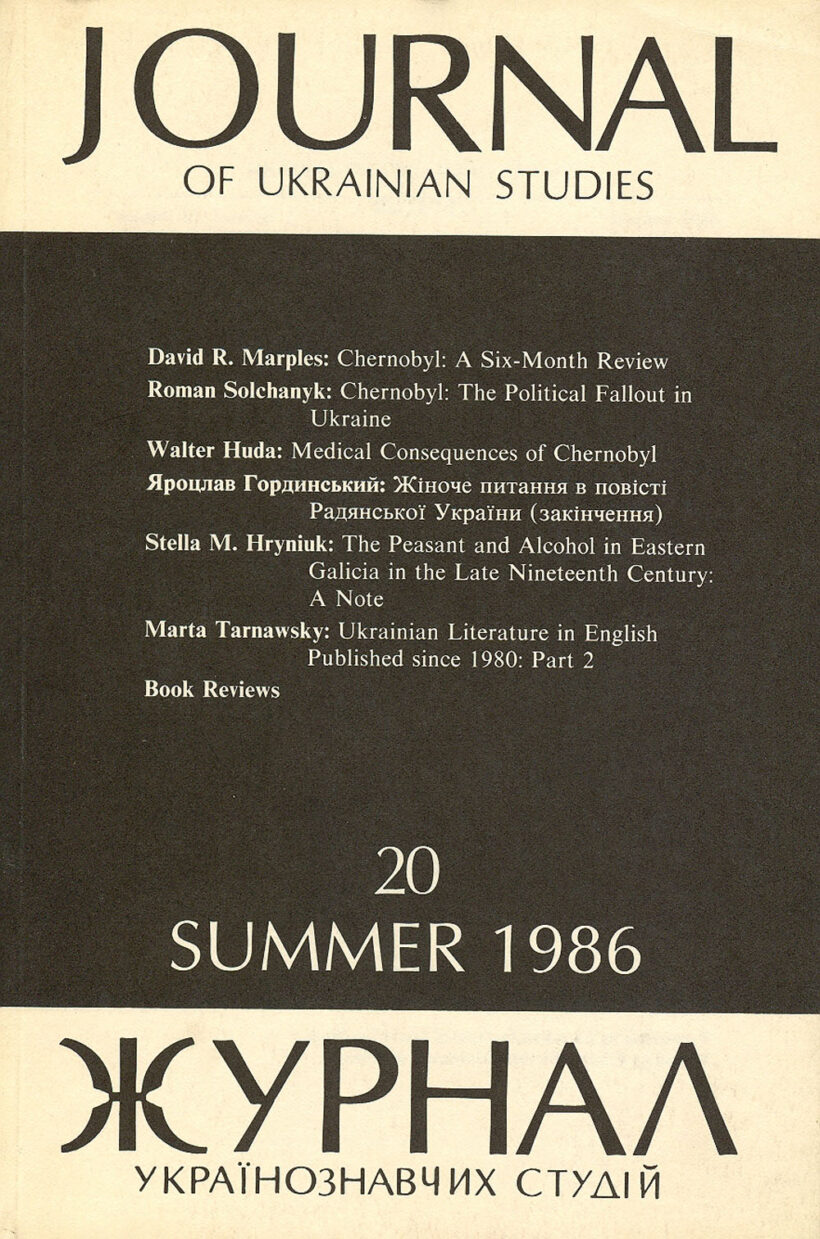 JOURNAL
OF UKRAINIAN STUDIES
David R. Marples: Chernobyl: A Six-Month Review
Roman Solchanyk: Chernobyl: The Political Fallout in
Ukraine
Walter Huda: Medical Consequences of Chernobyl
Яроцлав Гординський: Жіноче питання в повісті
Радянської України (закінчення)
Stella M. Hryniuk: The Peasant and Alcohol in Eastern
Galicia in the Late Nineteenth Century:
A Note
Marta Tarnawsky: Ukrainian Literature in English
Published since 1980: Part 2
Book Reviews
20
SUMMER 1986
ЖУРНАЛ
УКРАЇНОЗНАВЧИХ СТУДІЙ